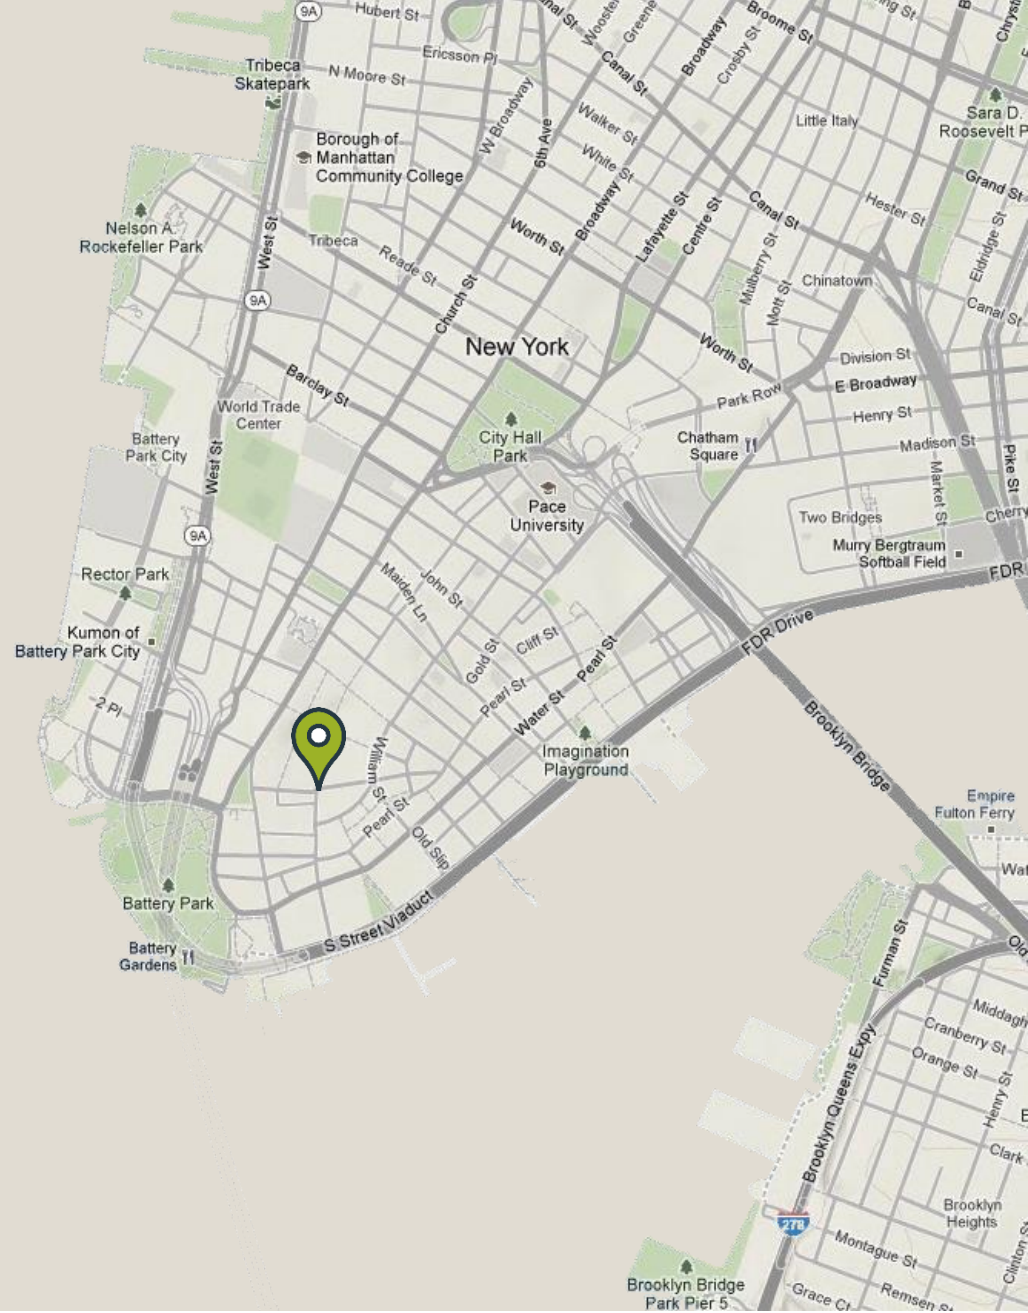 9A
Hubert St
Canal St
Wooster
Greene
Broome St
Ericsson Pl
Broadway
Crosby St
Tribeca
Skatepark
N Moore St
Canal St
Sara D.
Roosevelt P
Little Italy
Walker St
W Broadway
6th Ave
White St
Borough of
Manhattan
Community College
Grand St
Nelson A.
Rockefeller Park
West St
Tribeca
Worth St
Broadway
Lafayette St
Centre St
Canal St
Hester St
Eldridge St
Reade St
Mulberry St
Mott St
Chinatown
Canal St
9A
Church St
New York
Worth St
Division St
E Broadway
Barclay St
Park Row
Henry St
World Trade
Center
City Hall
Park
Chatham
Square
Madison St
Market St
Pike St
Battery
Park City
West St
Pace
University
Two Bridges
Cherry
9A
Murry Bergtraum
Softball Field
FDR
Rector Park
Maiden Ln
John St
Kumon of
Battery Park City
Gold St
Cliff St
Pearl St
FDR Drive
2 Pl
Pearl St
Water St
Brooklyn Bridge
William St
Imagination
Playground
Pearl St
Old Slip
Empire
Fulton Ferry
Wat
Battery Park
S Street Viaduct
Battery
Gardens
Furman St
Old
Middagh
Cranberry St
Orange St
Henry St
Brooklyn Queens Expy
Clark
278
Brooklyn
Heights
Clinton St
Montague St
Brooklyn Bridge
Park Pier 5
Grace Ct
Remsen St